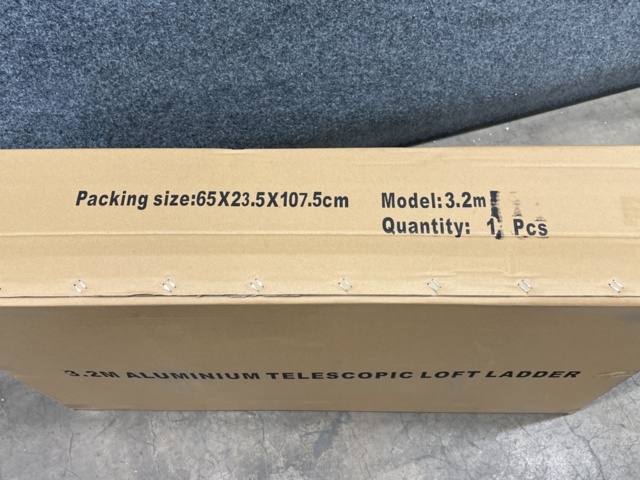 Packing size:65X23.5X107.5cm
Model:3.2m
Quantity: 1 Pcs
3.2M ALUMINIUM TELESCOPIC LOFT LADDER